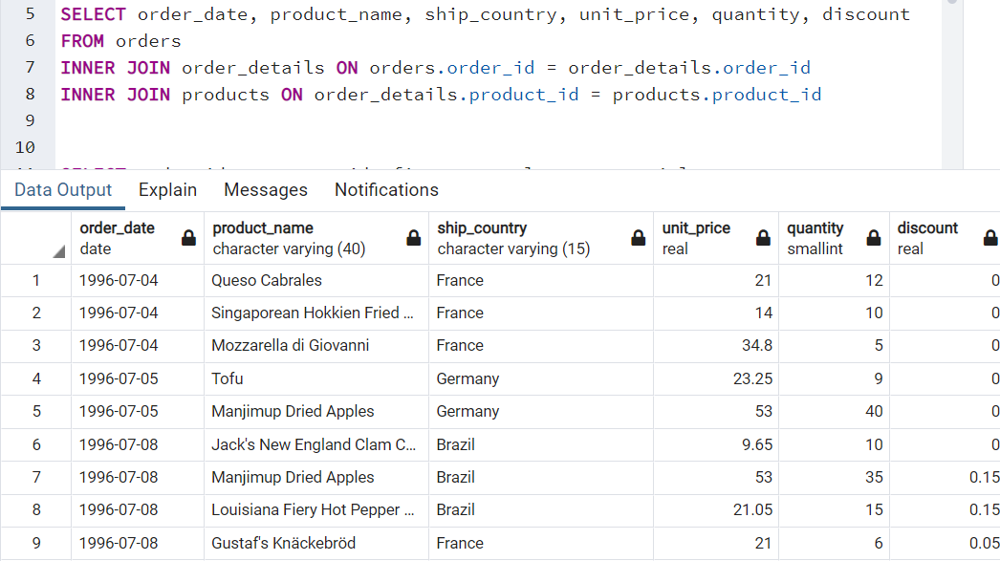 5 SELECT order_date, product_name, ship_country, unit_price, quantity, discount
6 FROM orders
7 INNER JOIN order_details ON orders.order_id = order_details.order_id
8 INNER JOIN products ON order_details.product_id = products.product_id
9
10
Data Output Explain Messages Notifications
order_date product_name ship_country unit_price quantity discount
date character varying (40) character varying (15) real smallint real
1 1996-07-04 Queso Cabrales France 21 12 0
2 1996-07-04 Singaporean Hokkien Fried ... France 14 10 0
3 1996-07-04 Mozzarella di Giovanni France 34.8 5 0
4 1996-07-05 Tofu Germany 23.25 9 0
5 1996-07-05 Manjimup Dried Apples Germany 53 40 0
6 1996-07-08 Jack's New England Clam C... Brazil 9.65 10 0
7 1996-07-08 Manjimup Dried Apples Brazil 53 35 0.15
8 1996-07-08 Louisiana Fiery Hot Pepper ... Brazil 21.05 15 0.15
9 1996-07-08 Gustaf's Knäckebröd France 21 6 0.05